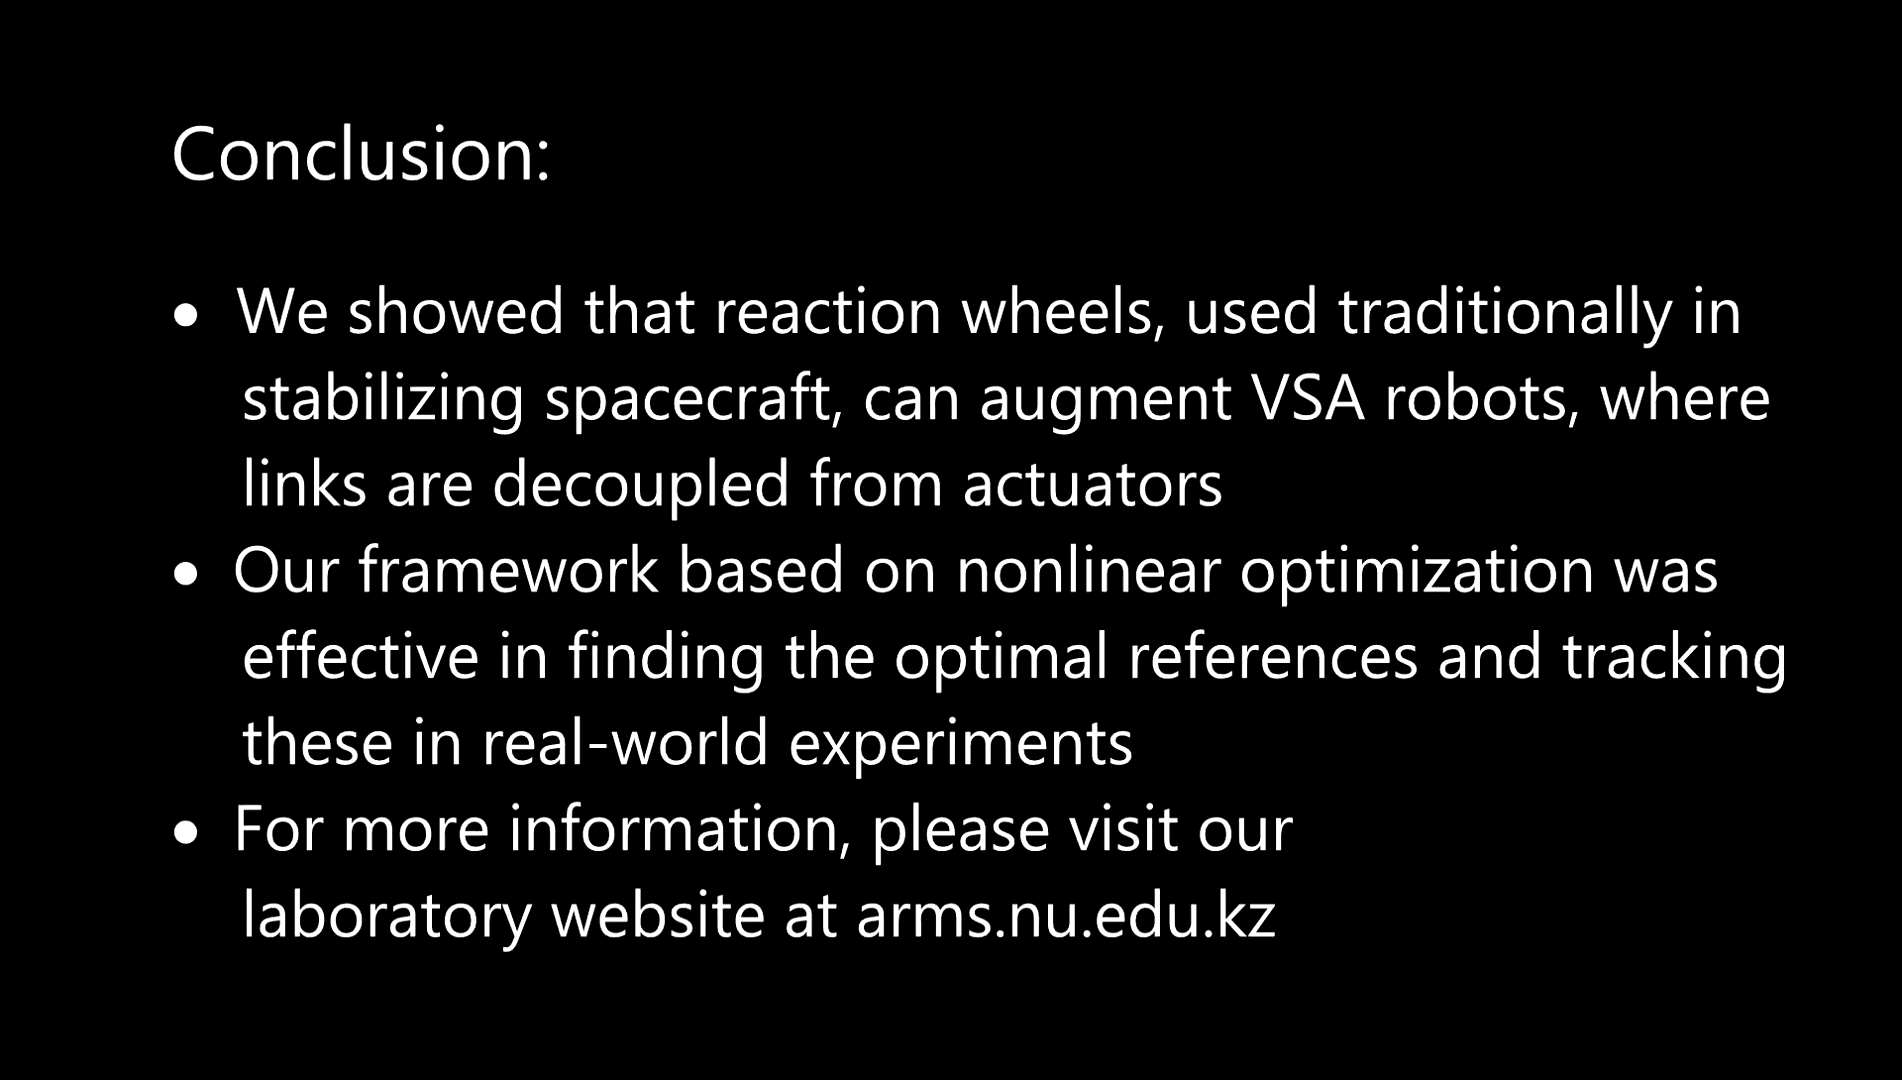 Conclusion:
● We showed that reaction wheels, used traditionally in
stabilizing spacecraft, can augment VSA robots, where
links are decoupled from actuators
● Our framework based on nonlinear optimization was
effective in finding the optimal references and tracking
these in real-world experiments
● For more information, please visit our
laboratory website at arms.nu.edu.kz